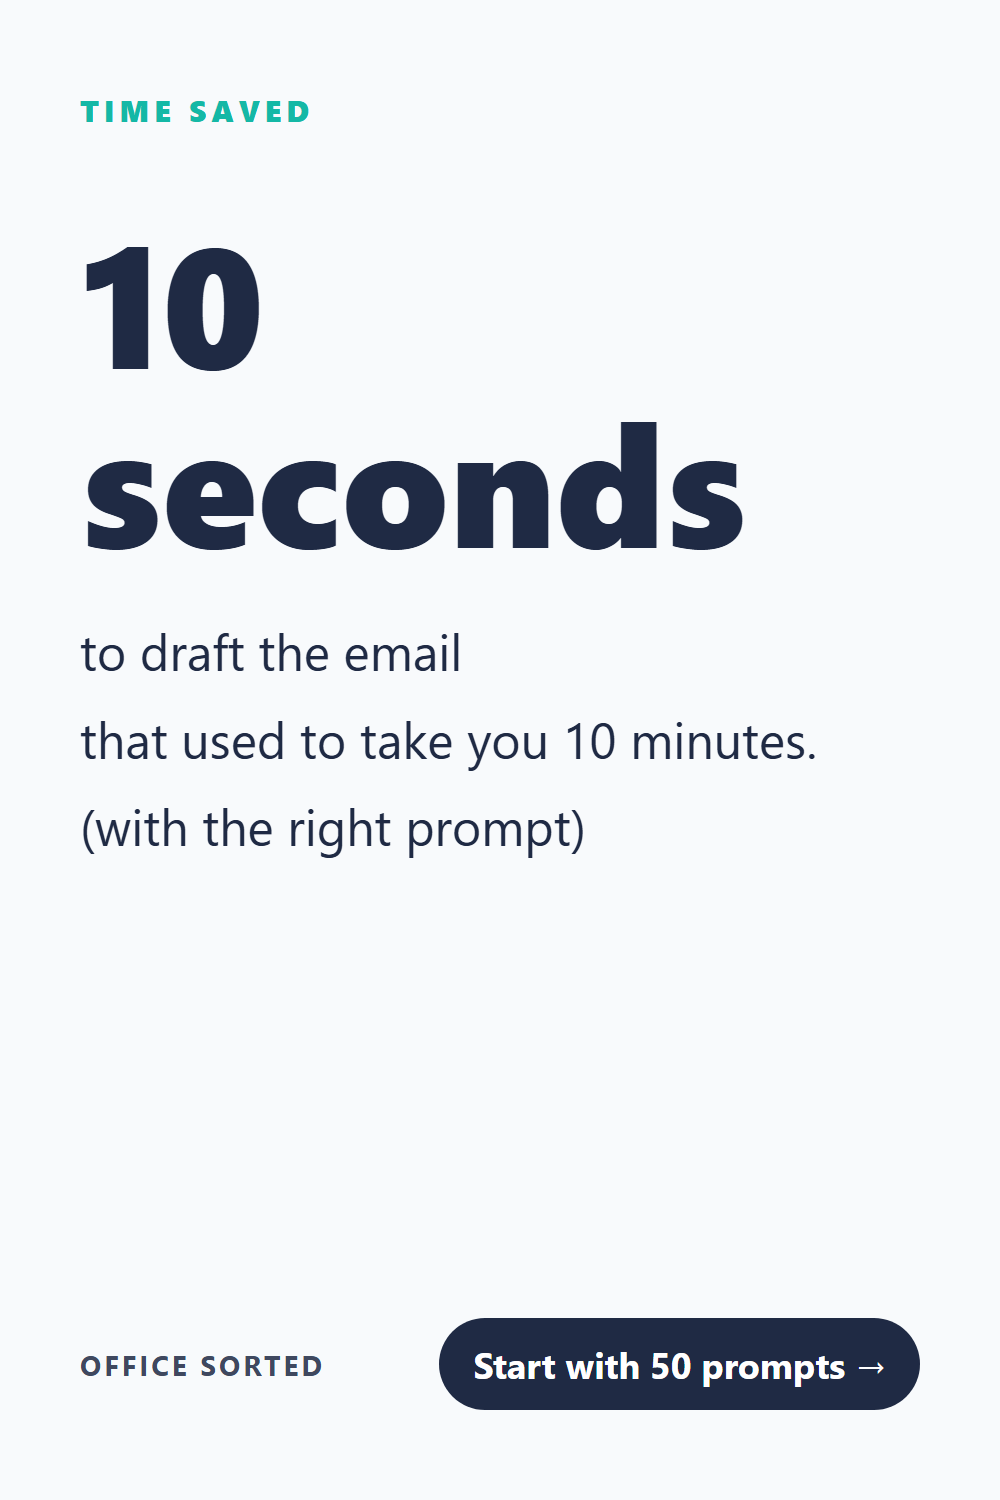 TIME SAVED
10
seconds
to draft the email
that used to take you 10 minutes.
(with the right prompt)
OFFICE SORTED
Start with 50 prompts →